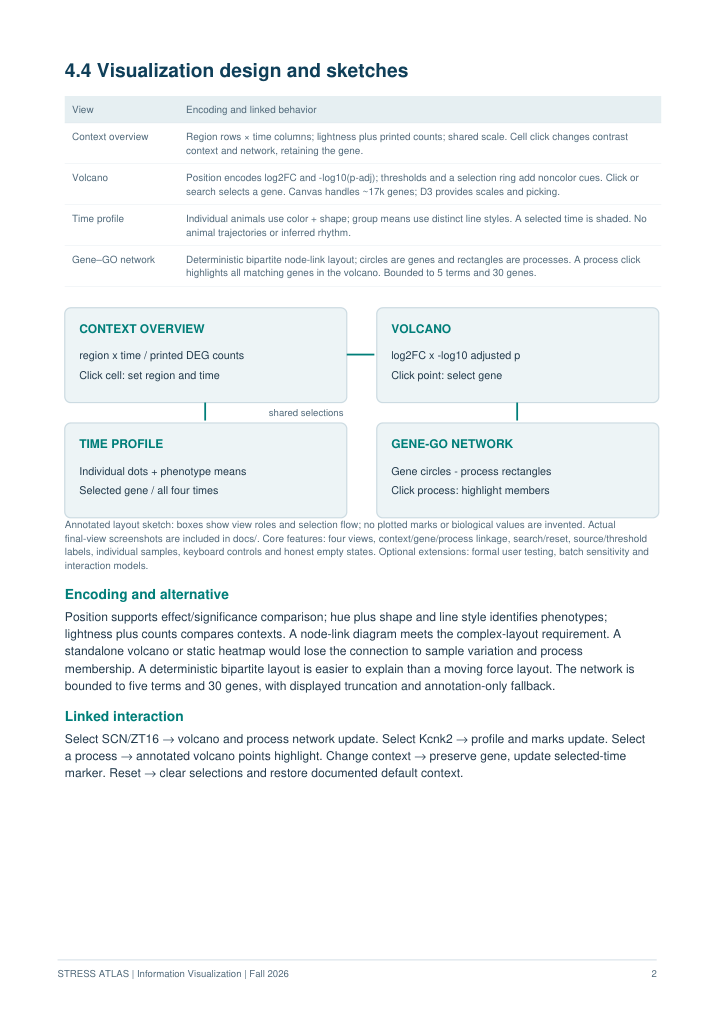 4.4 Visualization design and sketches
View Encoding and linked behavior
Context overview Region rows × time columns; lightness plus printed counts; shared scale. Cell click changes contrast
context and network, retaining the gene.
Volcano Position encodes log2FC and -log10(p-adj); thresholds and a selection ring add noncolor cues. Click or
search selects a gene. Canvas handles ~17k genes; D3 provides scales and picking.
Time profile Individual animals use color + shape; group means use distinct line styles. A selected time is shaded. No
animal trajectories or inferred rhythm.
Gene–GO network Deterministic bipartite node-link layout; circles are genes and rectangles are processes. A process click
highlights all matching genes in the volcano. Bounded to 5 terms and 30 genes.
CONTEXT OVERVIEW
region x time / printed DEG counts
Click cell: set region and time
VOLCANO
log2FC x -log10 adjusted p
Click point: select gene
shared selections
TIME PROFILE
Individual dots + phenotype means
Selected gene / all four times
GENE-GO NETWORK
Gene circles - process rectangles
Click process: highlight members
Annotated layout sketch: boxes show view roles and selection flow; no plotted marks or biological values are invented. Actual
final-view screenshots are included in docs/. Core features: four views, context/gene/process linkage, search/reset, source/threshold
labels, individual samples, keyboard controls and honest empty states. Optional extensions: formal user testing, batch sensitivity and
interaction models.
Encoding and alternative
Position supports effect/significance comparison; hue plus shape and line style identifies phenotypes;
lightness plus counts compares contexts. A node-link diagram meets the complex-layout requirement. A
standalone volcano or static heatmap would lose the connection to sample variation and process
membership. A deterministic bipartite layout is easier to explain than a moving force layout. The network is
bounded to five terms and 30 genes, with displayed truncation and annotation-only fallback.
Linked interaction
Select SCN/ZT16 → volcano and process network update. Select Kcnk2 → profile and marks update. Select
a process → annotated volcano points highlight. Change context → preserve gene, update selected-time
marker. Reset → clear selections and restore documented default context.
STRESS ATLAS | Information Visualization | Fall 2026 2